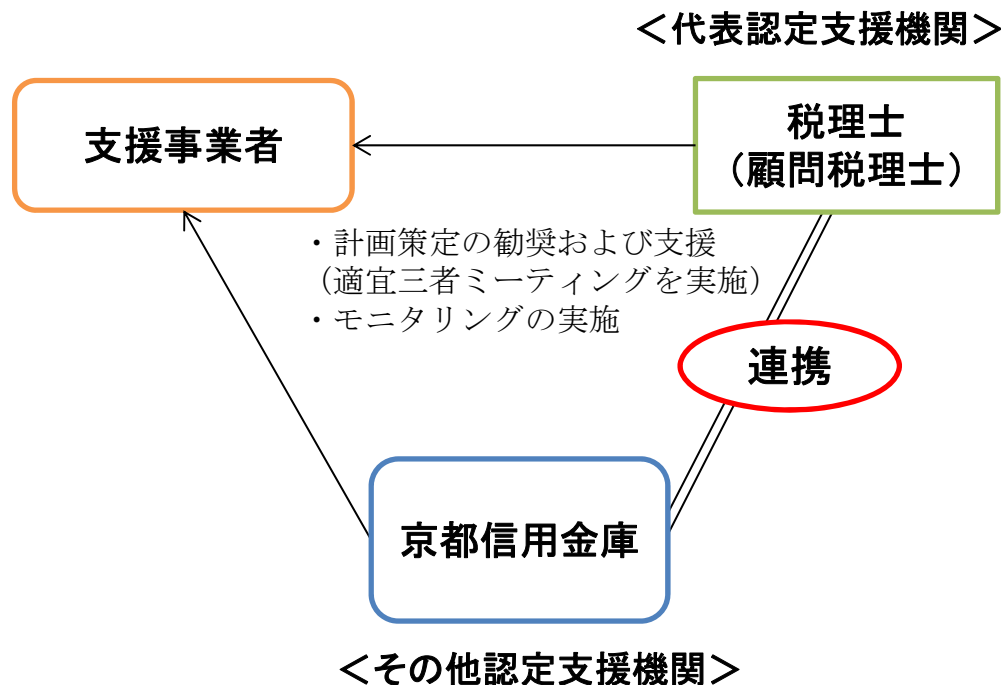 ＜代表認定支援機関＞
支援事業者
税理士
（顧問税理士）
・計画策定の勧奨および支援
（適宜三者ミーティングを実施）
・モニタリングの実施
連携
京都信用金庫
＜その他認定支援機関＞